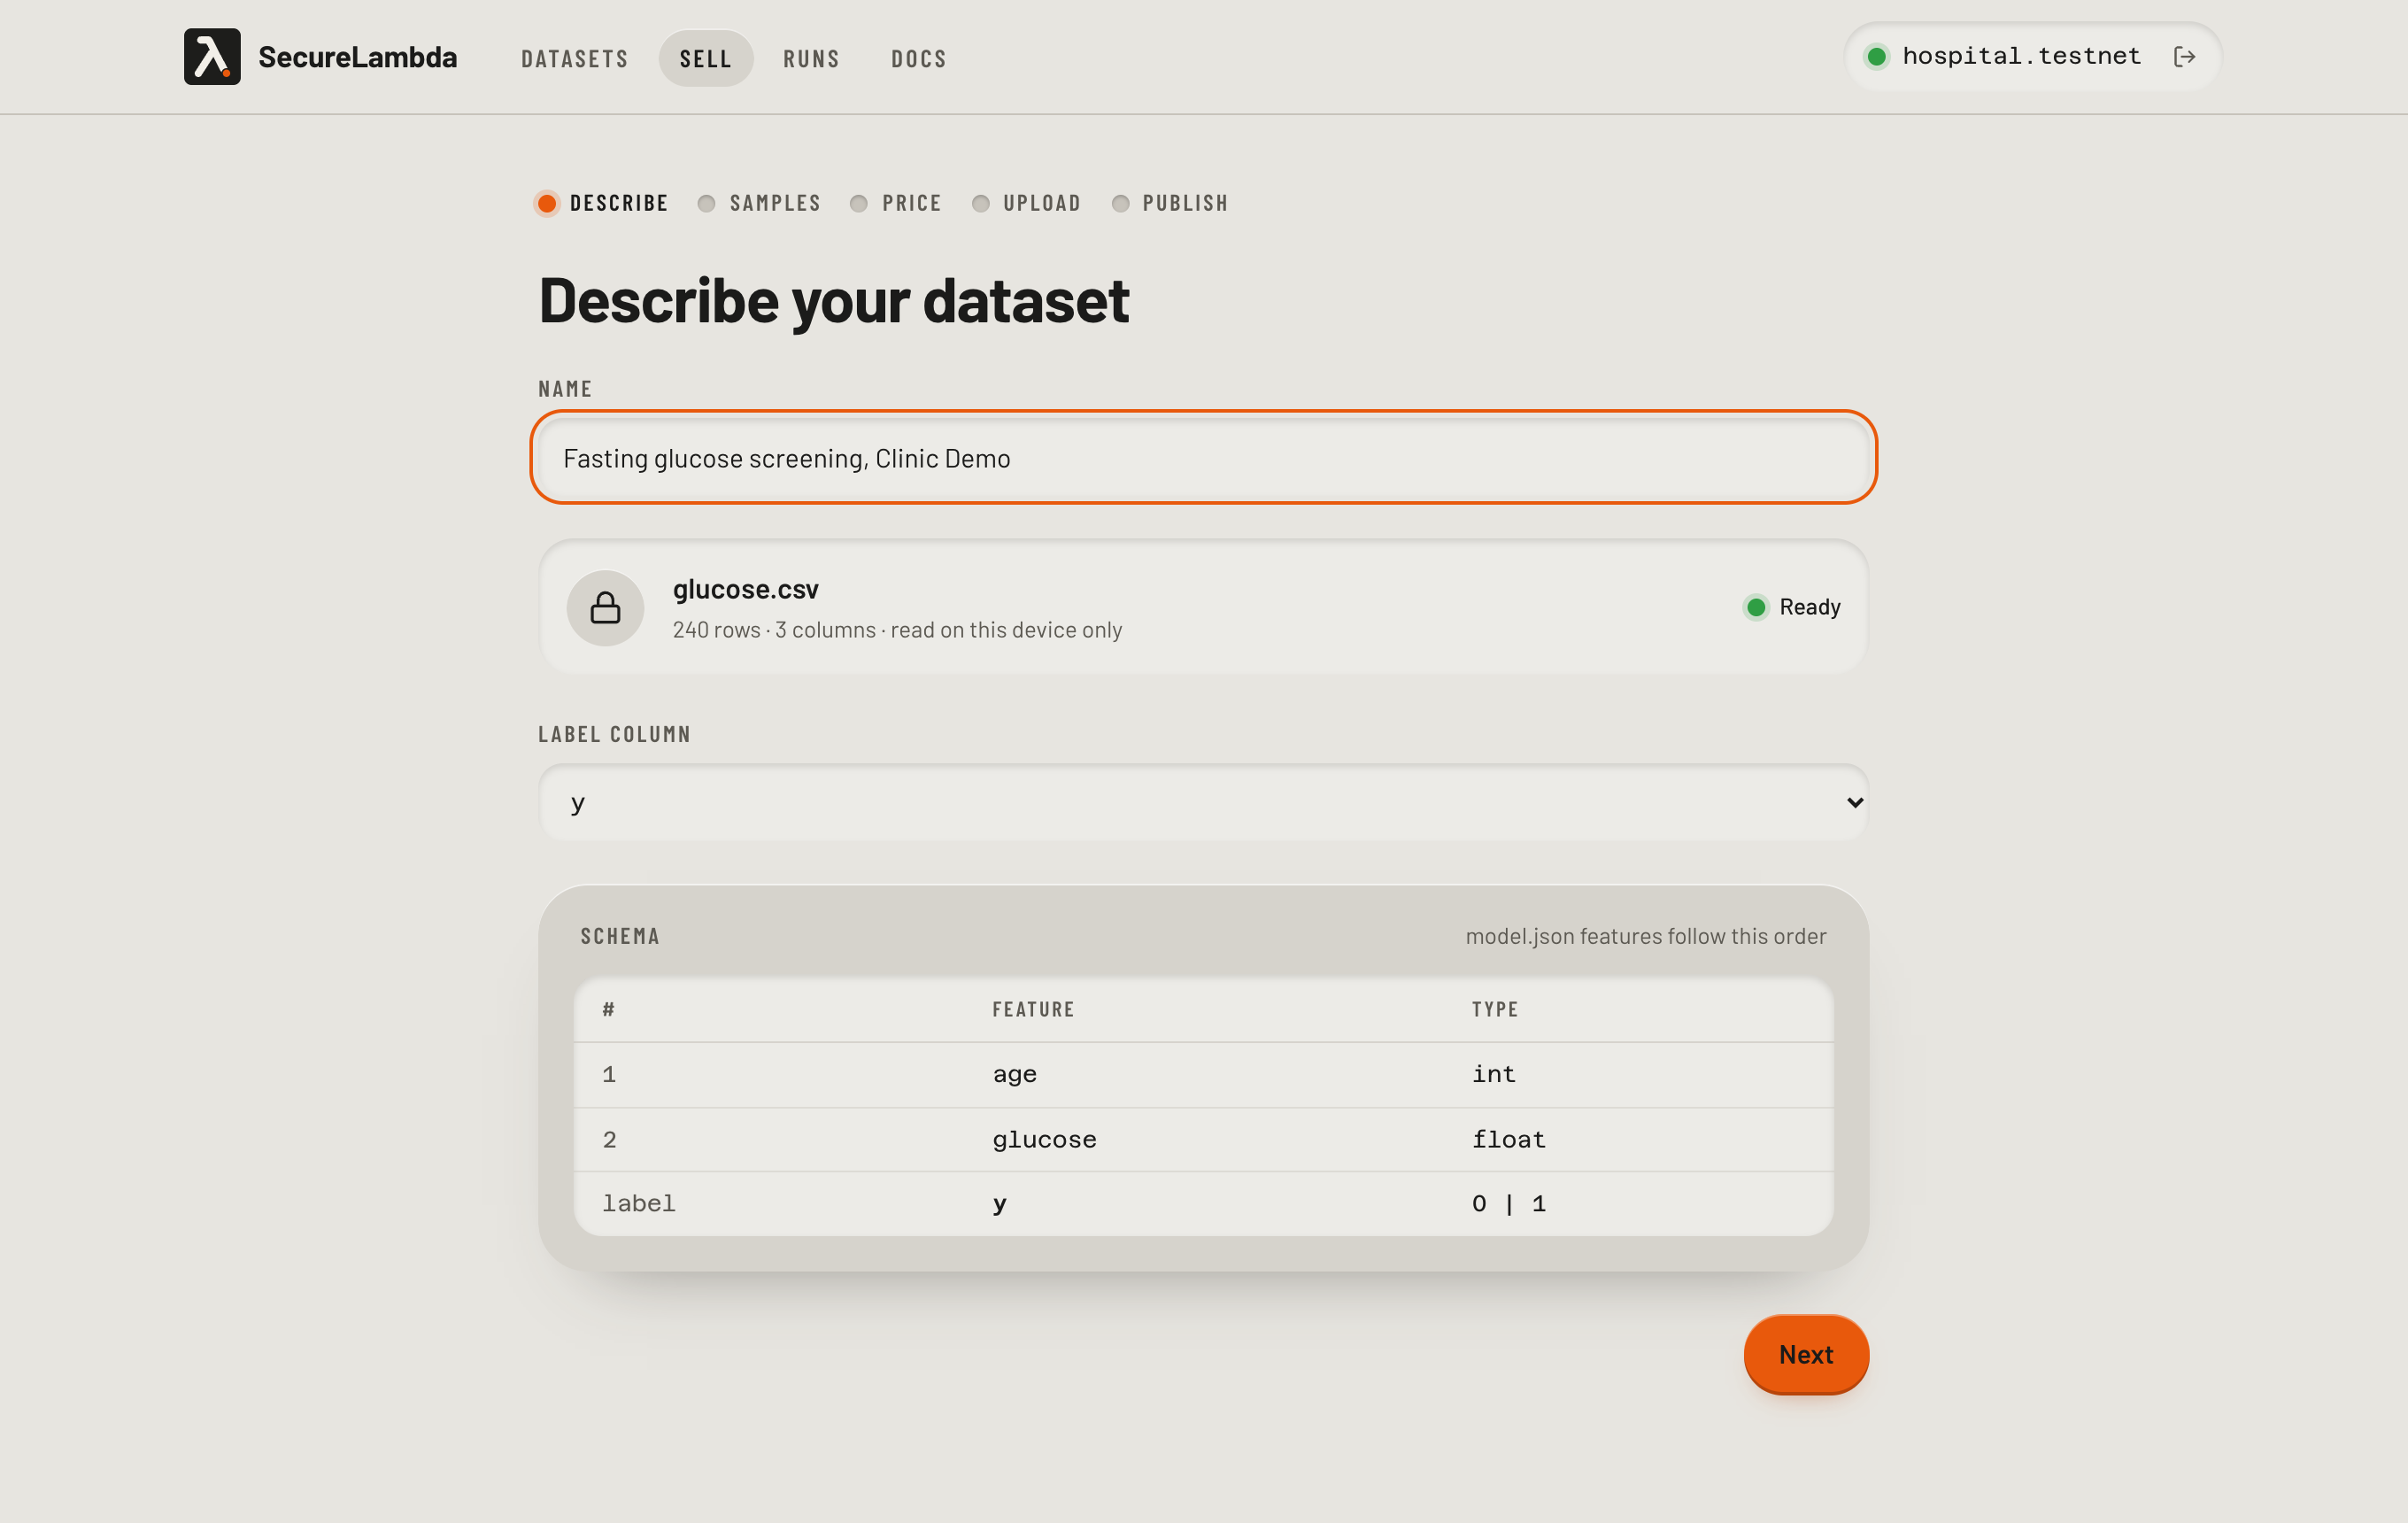 SecureLambda DATASETS SELL RUNS DOCS hospital.testnet
DESCRIBE SAMPLES PRICE UPLOAD PUBLISH
Describe your dataset
NAME
Fasting glucose screening, Clinic Demo
glucose.csv
240 rows · 3 columns · read on this device only
Ready
LABEL COLUMN
y
SCHEMA model.json features follow this order
# FEATURE TYPE
1 age int
2 glucose float
label y 0 | 1
Next